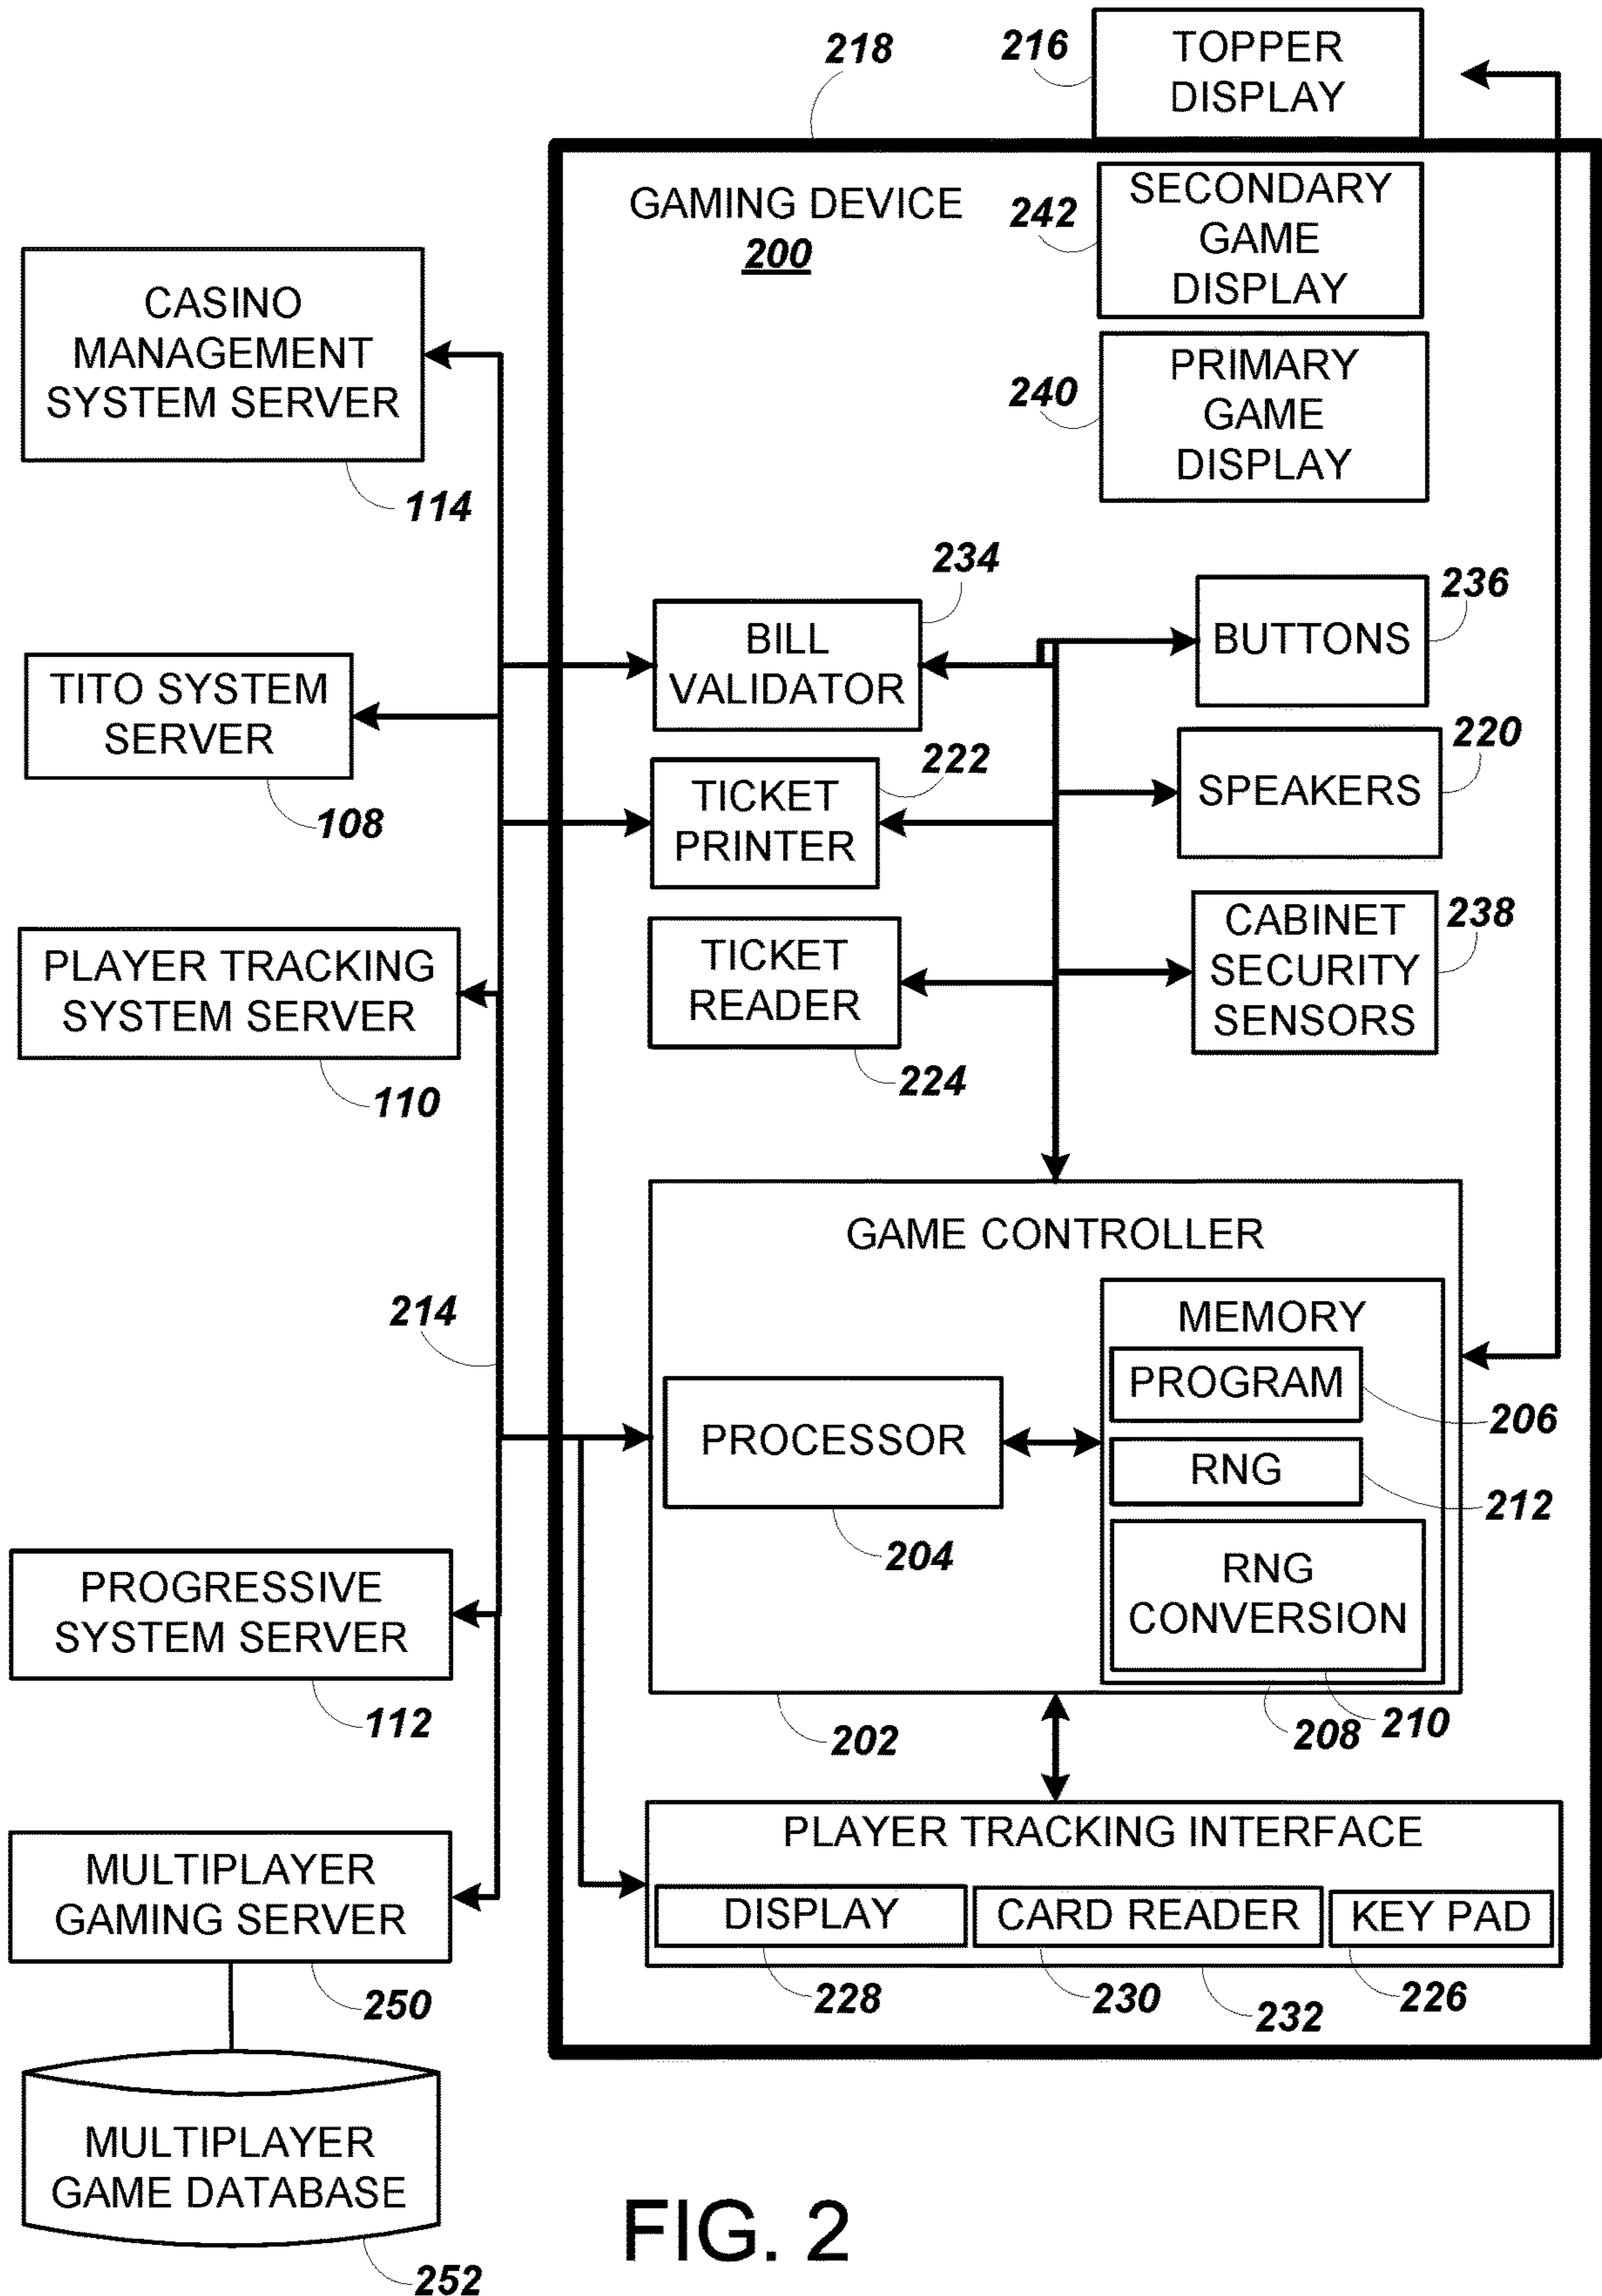 218
216
TOPPER
DISPLAY
GAMING DEVICE
200
242
SECONDARY
GAME
DISPLAY
240
PRIMARY
GAME
DISPLAY
CASINO
MANAGEMENT
SYSTEM SERVER
114
234
BILL
VALIDATOR
236
BUTTONS
TITO SYSTEM
SERVER
108
222
TICKET
PRINTER
220
SPEAKERS
PLAYER TRACKING
SYSTEM SERVER
110
TICKET
READER
224
CABINET
SECURITY
SENSORS
238
GAME CONTROLLER
214
MEMORY
PROGRAM
206
PROCESSOR
204
RNG
212
RNG
CONVERSION
PROGRESSIVE
SYSTEM SERVER
112
202
208
210
PLAYER TRACKING INTERFACE
DISPLAY
CARD READER
KEY PAD
228
230
232
226
MULTIPLAYER
GAMING SERVER
250
MULTIPLAYER
GAME DATABASE
252
FIG. 2